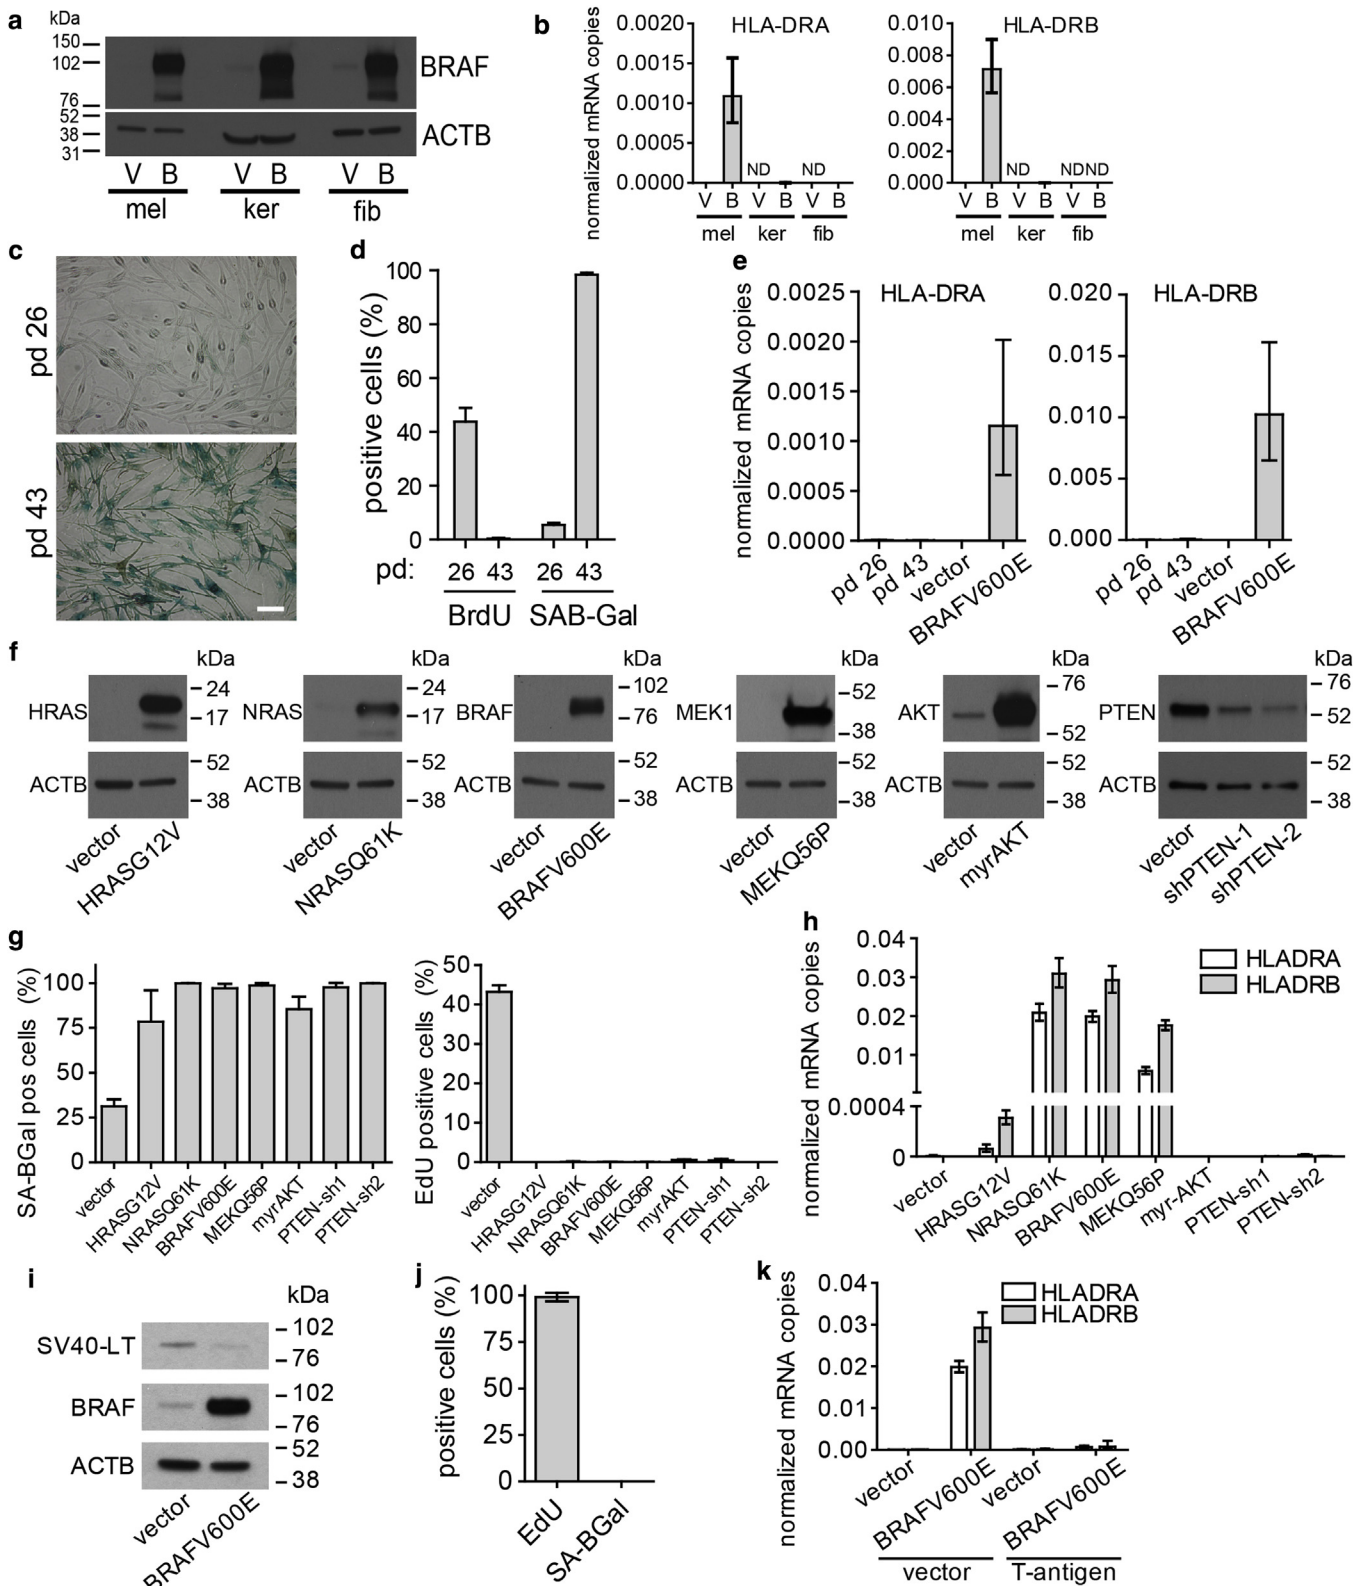 a
kDa
150
102
76
52
38
31
BRAF
ACTB
V B V B V B
mel ker fib
b
normalized mRNA copies
HLA-DRA
0.0020
0.0015
0.0010
0.0005
0.0000
ND ND
V B V B V B
mel ker fib
HLA-DRB
0.010
0.008
0.006
0.004
0.002
0.000
ND NDND
V B V B V B
mel ker fib
c
pd 26
pd 43
d
positive cells (%)
100
80
60
40
20
0
pd: 26 43 26 43
BrdU SAB-Gal
e
normalized mRNA copies
HLA-DRA
0.0025
0.0020
0.0015
0.0010
0.0005
0.0000
pd 26 pd 43 vector BRAFV600E
HLA-DRB
0.020
0.015
0.010
0.005
0.000
pd 26 pd 43 vector BRAFV600E
f
kDa
HRAS
24
17
ACTB
52
38
vector HRASG12V
kDa
NRAS
24
17
ACTB
52
38
vector NRASQ61K
kDa
BRAF
102
76
ACTB
52
38
vector BRAFV600E
kDa
MEK1
52
38
ACTB
52
38
vector MEKQ56P
kDa
AKT
76
52
ACTB
52
38
vector myrAKT
kDa
PTEN
76
52
ACTB
52
38
vector shPTEN-1 shPTEN-2
g
SA-BGal pos cells (%)
100
75
50
25
0
vector HRASG12V NRASQ61K BRAFV600E MEKQ56P myrAKT PTEN-sh1 PTEN-sh2
EdU positive cells (%)
50
40
30
20
10
0
vector HRASG12V NRASQ61K BRAFV600E MEKQ56P myrAKT PTEN-sh1 PTEN-sh2
h
normalized mRNA copies
0.04
0.03
0.02
0.01
0.0004
0
HLADRA
HLADRB
vector HRASG12V NRASQ61K BRAFV600E MEKQ56P myr-AKT PTEN-sh1 PTEN-sh2
i
kDa
SV40-LT
102
76
BRAF
102
76
ACTB
52
38
vector BRAFV600E
j
positive cells (%)
100
75
50
25
0
EdU SA-BGal
k
normalized mRNA copies
0.04
0.03
0.02
0.01
0.00
HLADRA
HLADRB
vector BRAFV600E vector BRAFV600E
vector T-antigen